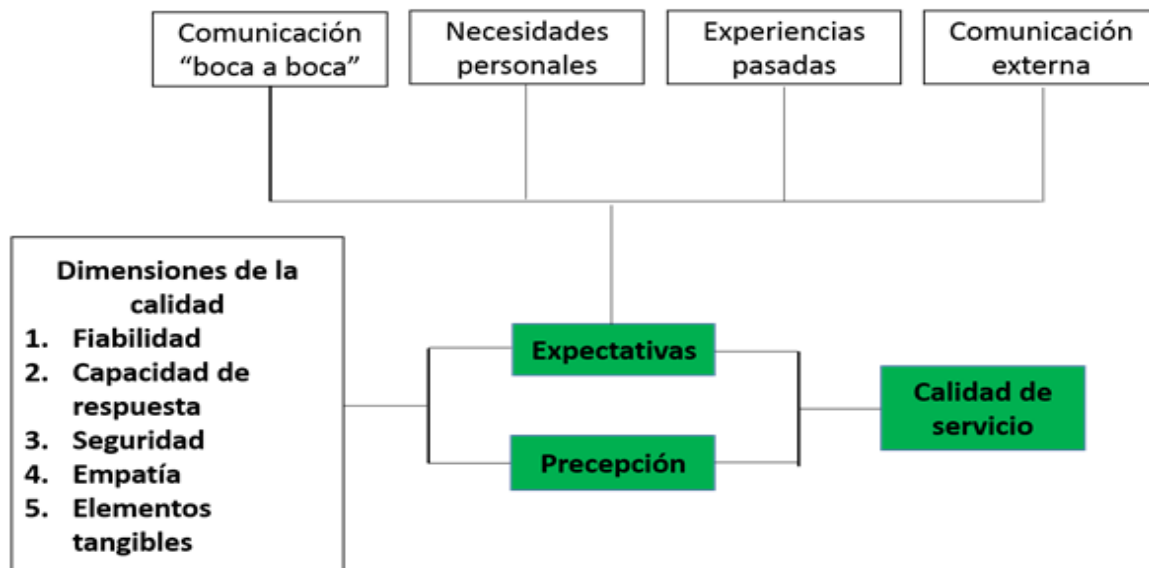 Comunicación
“boca a boca”
Necesidades
personales
Experiencias
pasadas
Comunicación
externa
Dimensiones de la
calidad
1. Fiabilidad
2. Capacidad de
respuesta
3. Seguridad
4. Empatía
5. Elementos
tangibles
Expectativas
Precepción
Calidad de
servicio